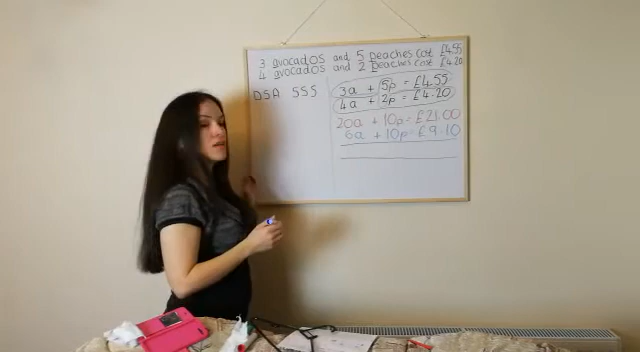 3 avocados and 5 peaches cost £4.55
4 avocados and 2 peaches cost £4.20
DSA SSS
3a + 5p = £4.55
4a + 2p = £4.20
20a + 10p = £21.00
6a + 10p = £9.10